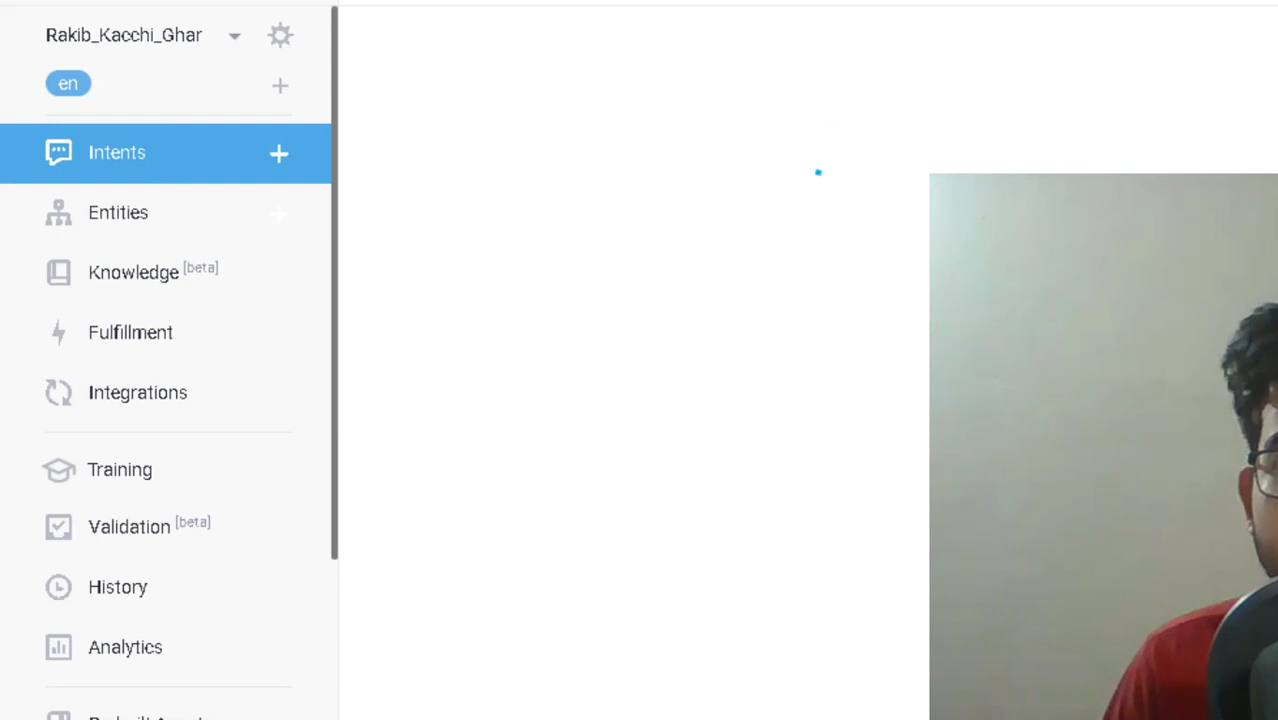 Rakib_Kacchi_Ghar
en
Intents
Entities
Knowledge [beta]
Fulfillment
Integrations
Training
Validation [beta]
History
Analytics